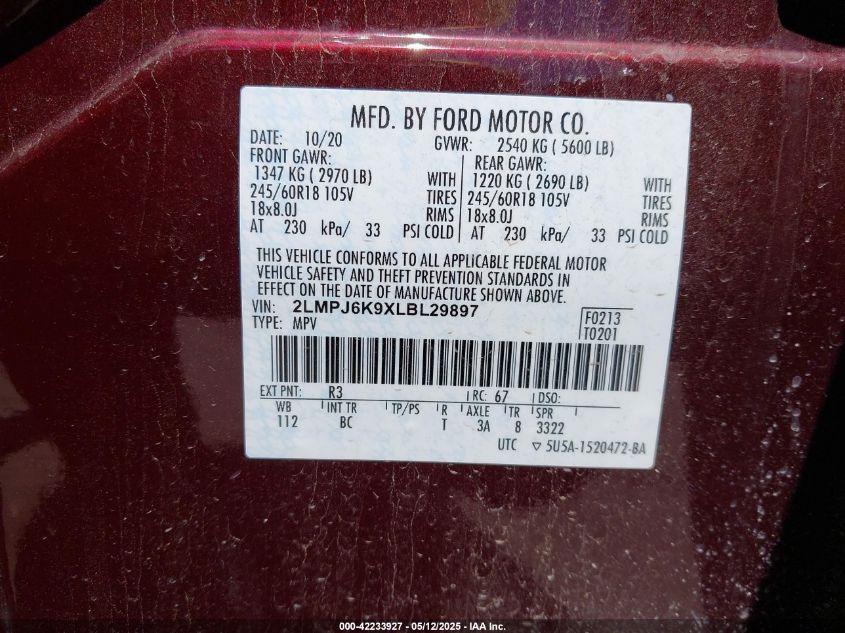 MFD. BY FORD MOTOR CO.
DATE: 10/20 GVWR: 2540 KG ( 5600 LB)
FRONT GAWR: REAR GAWR:
1347 KG ( 2970 LB) WITH 1220 KG ( 2690 LB) WITH
245/60R18 105V TIRES 245/60R18 105V TIRES
18x8.0J RIMS 18x8.0J RIMS
AT 230 kPa/ 33 PSI COLD AT 230 kPa/ 33 PSI COLD
THIS VEHICLE CONFORMS TO ALL APPLICABLE FEDERAL MOTOR
VEHICLE SAFETY AND THEFT PREVENTION STANDARDS IN
EFFECT ON THE DATE OF MANUFACTURE SHOWN ABOVE.
VIN: 2LMPJ6K9XLBL29897 F0213
TYPE: MPV T0201
EXT PNT: R3 RC: 67 DSO:
WB INT TR TP/PS R AXLE TR SPR
112 BC T 3A 8 3322
UTC ▽ 5U5A-1520472-BA
000-42233927 - 05/12/2025 - IAA Inc.